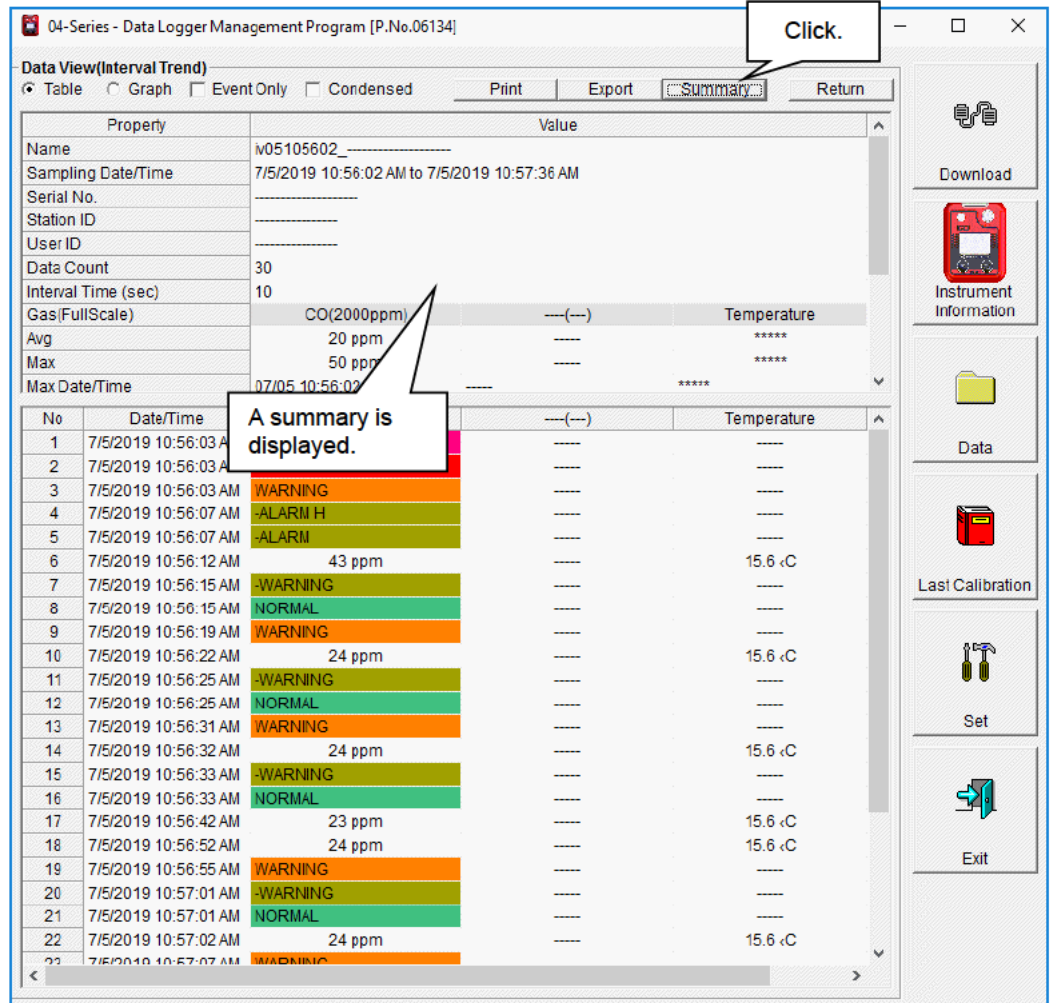 04-Series - Data Logger Management Program [P.No.06134]
Click.
Data View(Interval Trend)
Table Graph Event Only Condensed Print Export Summary Return
Property Value
Name iv05105602_--------------------
Sampling Date/Time 7/5/2019 10:56:02 AM to 7/5/2019 10:57:36 AM
Serial No. --------------------
Station ID ----------------
User ID ----------------
Data Count 30
Interval Time (sec) 10
Gas(FullScale) CO(2000ppm) ----(---) Temperature
Avg 20 ppm ----- *****
Max 50 ppm ----- *****
Max Date/Time 07/05 10:56:02 ----- *****
A summary is
displayed.
No Date/Time ----(---) Temperature
1 7/5/2019 10:56:03 A ----- -----
2 7/5/2019 10:56:03 A ----- -----
3 7/5/2019 10:56:03 AM WARNING ----- -----
4 7/5/2019 10:56:07 AM -ALARM H ----- -----
5 7/5/2019 10:56:07 AM -ALARM ----- -----
6 7/5/2019 10:56:12 AM 43 ppm ----- 15.6 ‹C
7 7/5/2019 10:56:15 AM -WARNING ----- -----
8 7/5/2019 10:56:15 AM NORMAL ----- -----
9 7/5/2019 10:56:19 AM WARNING ----- -----
10 7/5/2019 10:56:22 AM 24 ppm ----- 15.6 ‹C
11 7/5/2019 10:56:25 AM -WARNING ----- -----
12 7/5/2019 10:56:25 AM NORMAL ----- -----
13 7/5/2019 10:56:31 AM WARNING ----- -----
14 7/5/2019 10:56:32 AM 24 ppm ----- 15.6 ‹C
15 7/5/2019 10:56:33 AM -WARNING ----- -----
16 7/5/2019 10:56:33 AM NORMAL ----- -----
17 7/5/2019 10:56:42 AM 23 ppm ----- 15.6 ‹C
18 7/5/2019 10:56:52 AM 24 ppm ----- 15.6 ‹C
19 7/5/2019 10:56:55 AM WARNING ----- -----
20 7/5/2019 10:57:01 AM -WARNING ----- -----
21 7/5/2019 10:57:01 AM NORMAL ----- -----
22 7/5/2019 10:57:02 AM 24 ppm ----- 15.6 ‹C
23 7/5/2019 10:57:07 AM WARNING
Download
Instrument
Information
Data
Last Calibration
Set
Exit